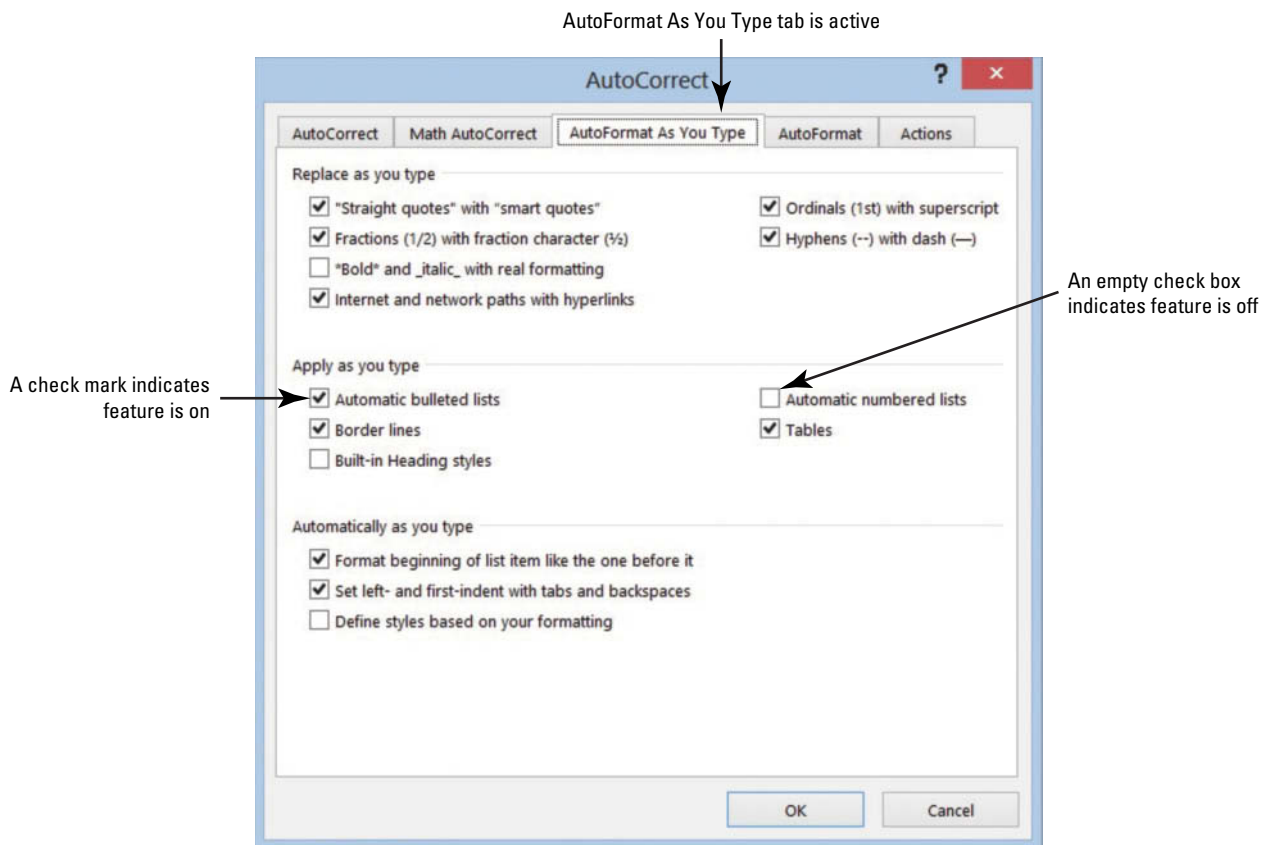 AutoFormat As You Type tab is active
AutoCorrect ? ×
AutoCorrect Math AutoCorrect AutoFormat As You Type AutoFormat Actions
Replace as you type
"Straight quotes" with “smart quotes” Ordinals (1st) with superscript
Fractions (1/2) with fraction character (½) Hyphens (--) with dash (—)
*Bold* and _italic_ with real formatting
Internet and network paths with hyperlinks
An empty check box
indicates feature is off
Apply as you type
A check mark indicates
feature is on
Automatic bulleted lists Automatic numbered lists
Border lines Tables
Built-in Heading styles
Automatically as you type
Format beginning of list item like the one before it
Set left- and first-indent with tabs and backspaces
Define styles based on your formatting
OK Cancel